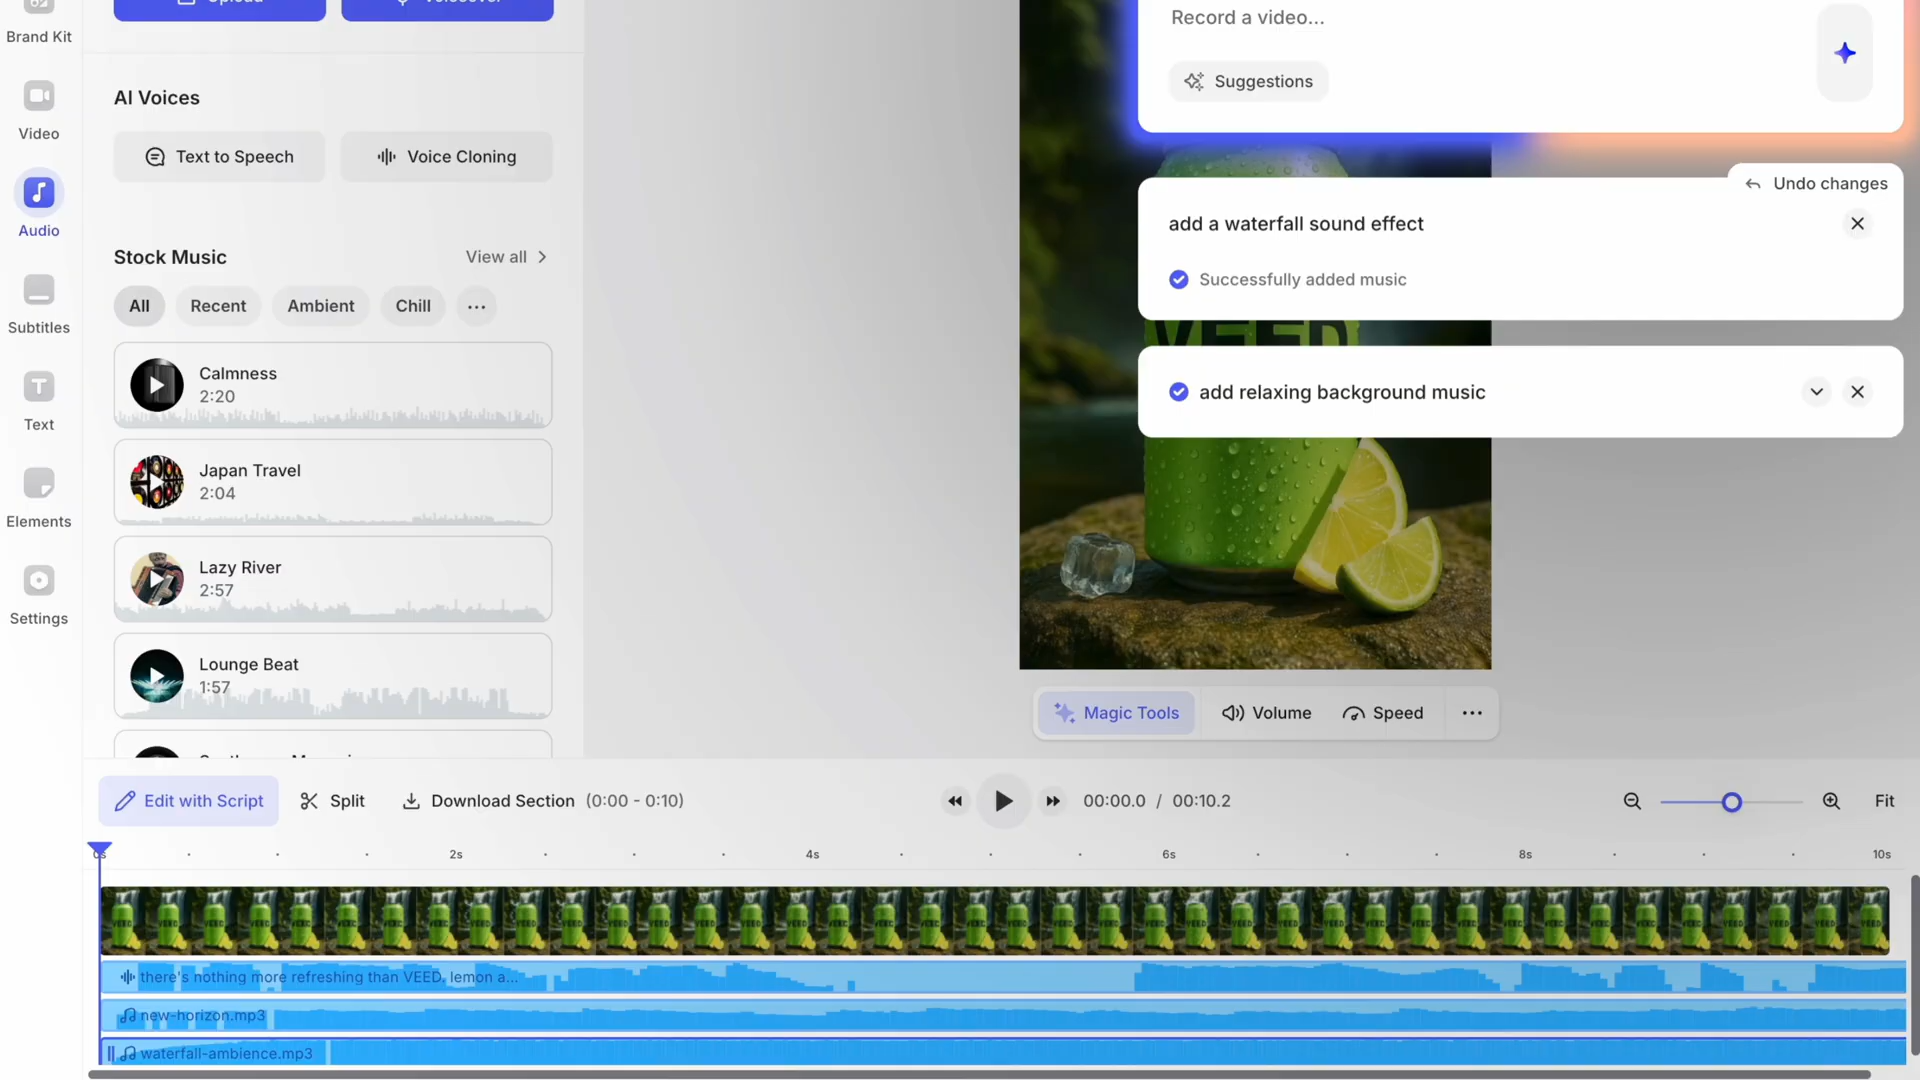 Upload
Voiceover
Record a video...
Brand Kit
Suggestions
AI Voices
Video
Text to Speech
Voice Cloning
Undo changes
add a waterfall sound effect
Audio
Stock Music
View all
Successfully added music
All
Recent
Ambient
Chill
Subtitles
VEED
Calmness
2:20
add relaxing background music
Text
Japan Travel
2:04
Elements
Lazy River
2:57
Settings
Lounge Beat
1:57
Magic Tools
Volume
Speed
Edit with Script
Split
Download Section (0:00 - 0:10)
00:00.0 / 00:10.2
Fit
0s
2s
4s
6s
8s
10s
there's nothing more refreshing than VEED, lemon a...
new-horizon.mp3
waterfall-ambience.mp3